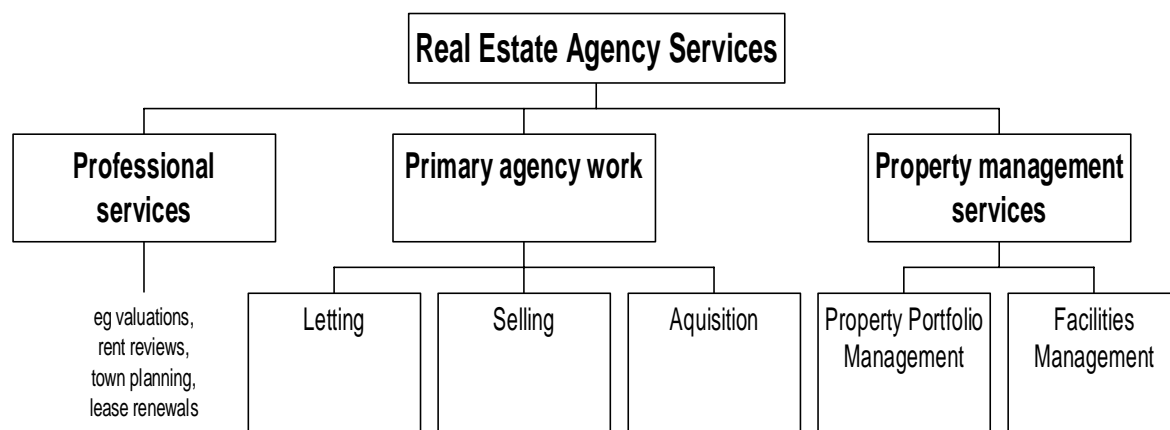 Real Estate Agency Services
Professional
services
Primary agency work
Property management
services
eg valuations,
rent reviews,
town planning,
lease renewals
Letting
Selling
Aquisition
Property Portfolio
Management
Facilities
Management